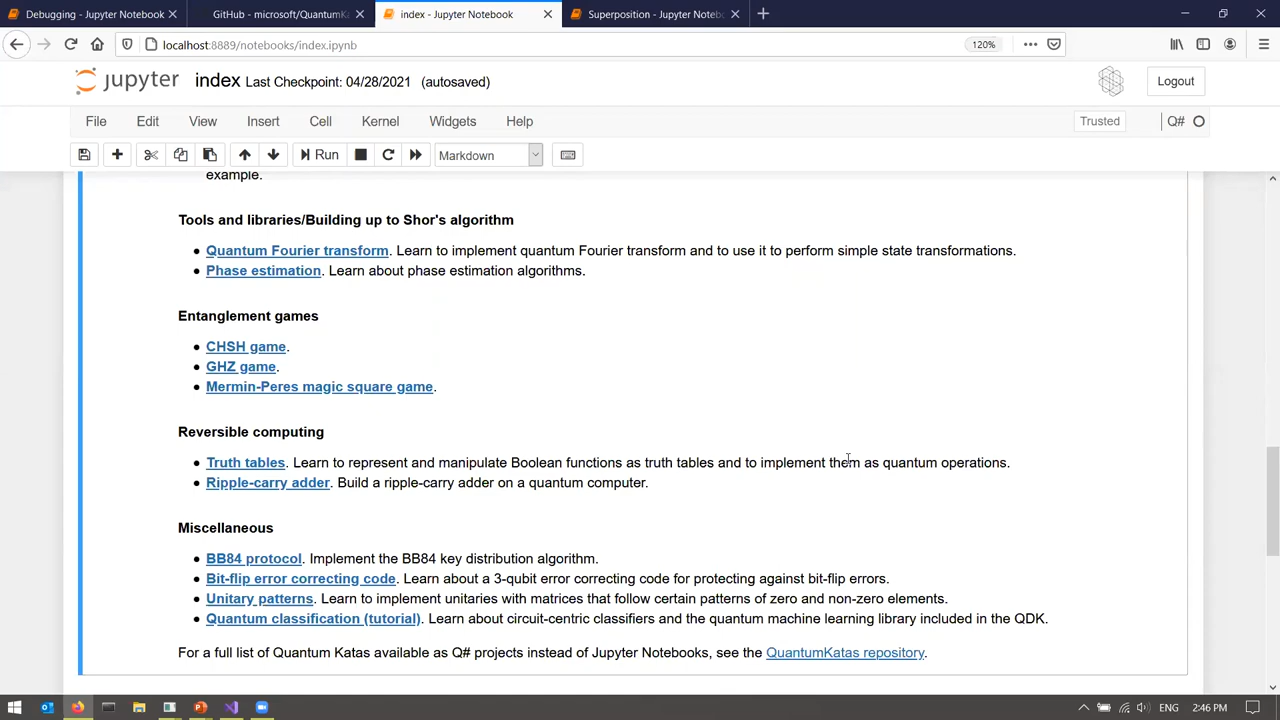 Debugging - Jupyter Notebook
GitHub - microsoft/QuantumKa
index - Jupyter Notebook
Superposition - Jupyter Notebo
localhost:8889/notebooks/index.ipynb
120%
jupyter index Last Checkpoint: 04/28/2021 (autosaved)
Logout
File Edit View Insert Cell Kernel Widgets Help
Trusted
Q#
Run
Markdown
example.
Tools and libraries/Building up to Shor's algorithm
• Quantum Fourier transform. Learn to implement quantum Fourier transform and to use it to perform simple state transformations.
• Phase estimation. Learn about phase estimation algorithms.
Entanglement games
• CHSH game.
• GHZ game.
• Mermin-Peres magic square game.
Reversible computing
• Truth tables. Learn to represent and manipulate Boolean functions as truth tables and to implement them as quantum operations.
• Ripple-carry adder. Build a ripple-carry adder on a quantum computer.
Miscellaneous
• BB84 protocol. Implement the BB84 key distribution algorithm.
• Bit-flip error correcting code. Learn about a 3-qubit error correcting code for protecting against bit-flip errors.
• Unitary patterns. Learn to implement unitaries with matrices that follow certain patterns of zero and non-zero elements.
• Quantum classification (tutorial). Learn about circuit-centric classifiers and the quantum machine learning library included in the QDK.
For a full list of Quantum Katas available as Q# projects instead of Jupyter Notebooks, see the QuantumKatas repository.
ENG
2:46 PM